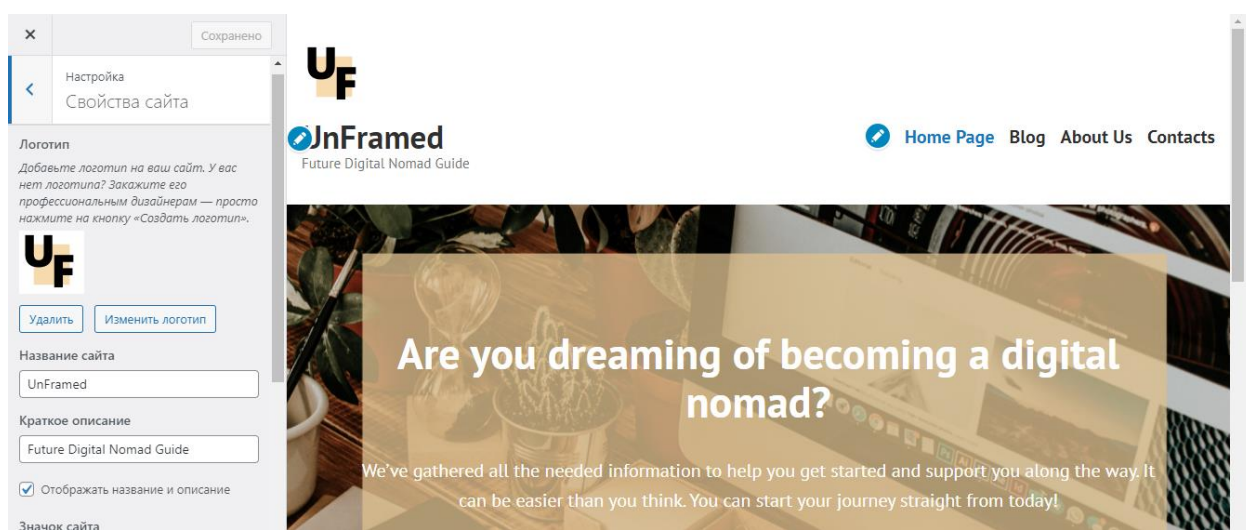 Сохранено
Настройка
Свойства сайта
Логотип
Добавьте логотип на ваш сайт. У вас
нет логотипа? Закажите его
профессиональным дизайнерам — просто
нажмите на кнопку «Создать логотип».
UF
Удалить
Изменить логотип
Название сайта
UnFramed
Краткое описание
Future Digital Nomad Guide
Отображать название и описание
Значок сайта
UF
UnFramed
Future Digital Nomad Guide
Home Page Blog About Us Contacts
Are you dreaming of becoming a digital
nomad?
We've gathered all the needed information to help you get started and support you along the way. It
can be easier than you think. You can start your journey straight from today!